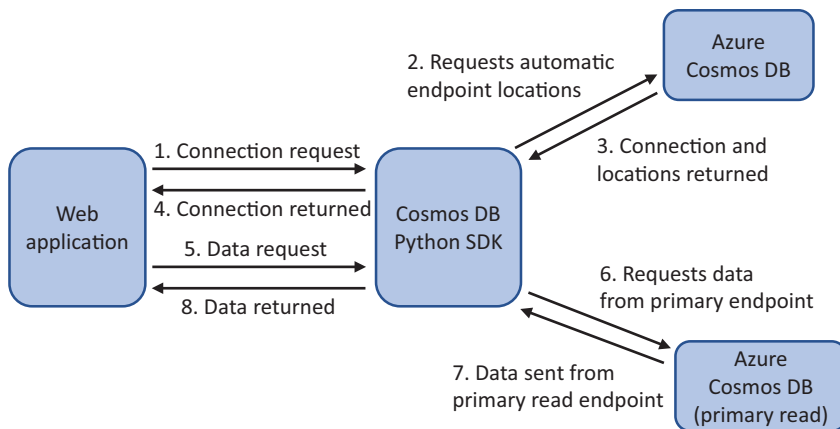 Azure
Cosmos DB
2. Requests automatic
endpoint locations
3. Connection and
locations returned
1. Connection request
4. Connection returned
5. Data request
8. Data returned
Web
application
Cosmos DB
Python SDK
6. Requests data
from primary endpoint
7. Data sent from
primary read endpoint
Azure
Cosmos DB
(primary read)